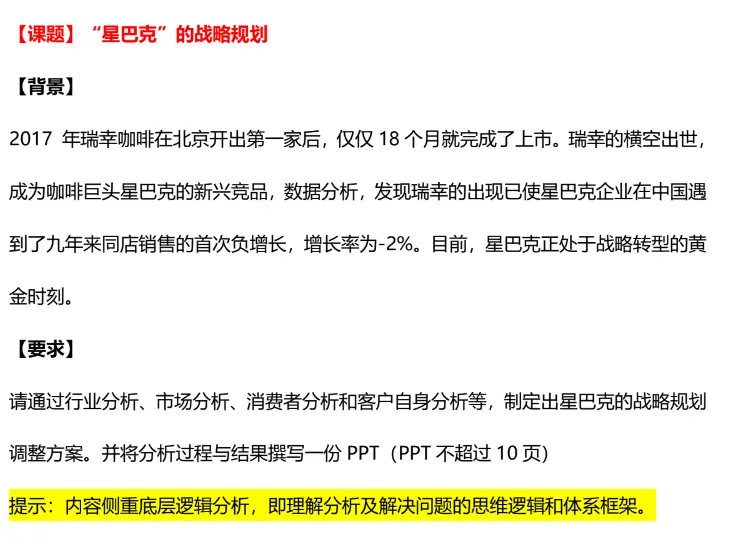 【课题】“星巴克”的战略规划
【背景】
2017 年瑞幸咖啡在北京开出第一家后，仅仅 18 个月就完成了上市。瑞幸的横空出世，
成为咖啡巨头星巴克的新兴竞品，数据分析，发现瑞幸的出现已使星巴克企业在中国遇
到了九年来同店销售的首次负增长，增长率为-2%。目前，星巴克正处于战略转型的黄
金时刻。
【要求】
请通过行业分析、市场分析、消费者分析和客户自身分析等，制定出星巴克的战略规划
调整方案。并将分析过程与结果撰写一份 PPT（PPT 不超过 10 页）
提示：内容侧重底层逻辑分析，即理解分析及解决问题的思维逻辑和体系框架。